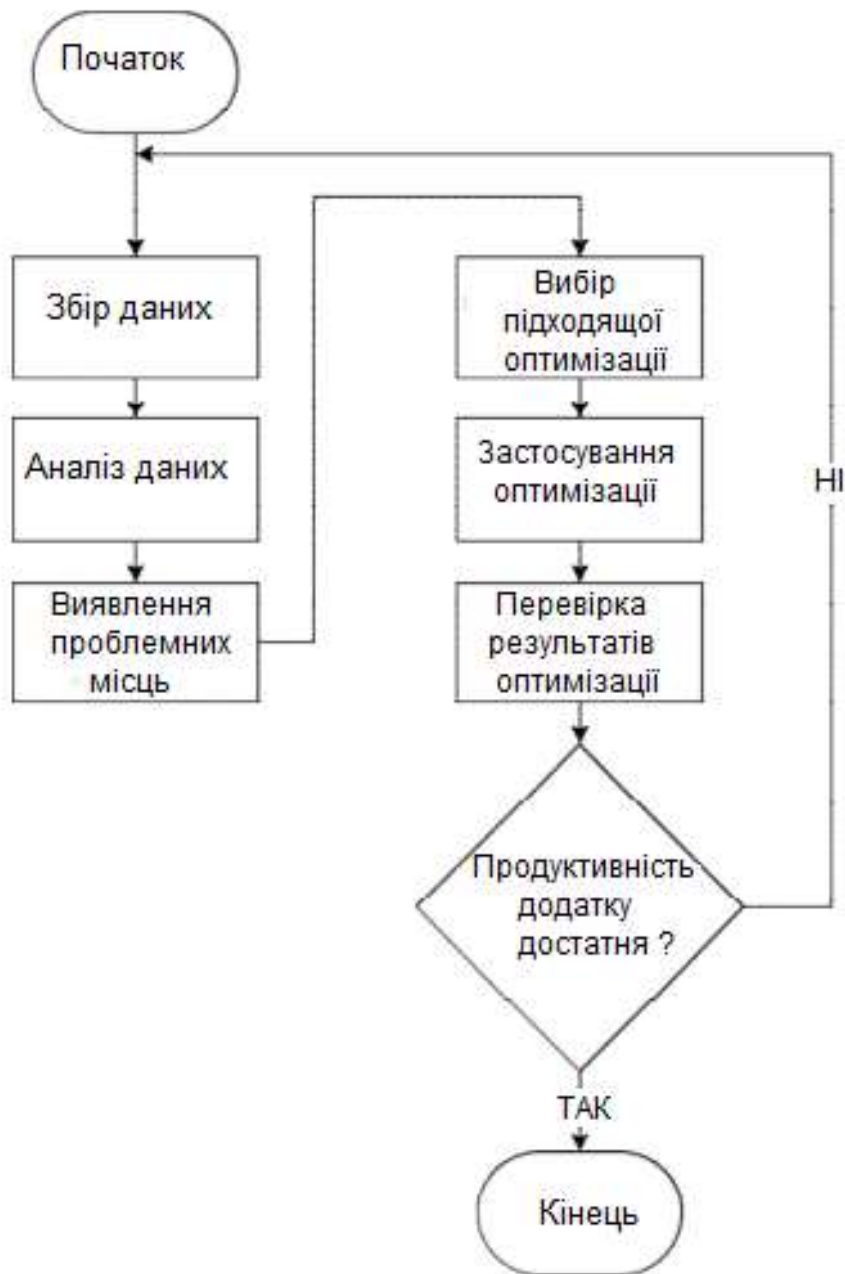 Початок
Збір даних
Аналіз даних
Виявлення
проблемних
місць
Вибір
підходящої
оптимізації
Застосування
оптимізації
Перевірка
результатів
оптимізації
Продуктивність
додатку
достатня ?
НІ
ТАК
Кінець